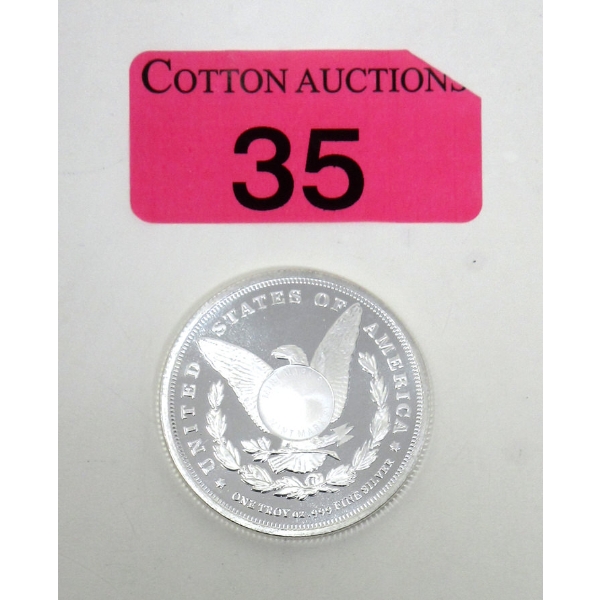 COTTON AUCTIONS
35
UNITED STATES OF AMERICA
ONE TROY OZ .999 FINE SILVER